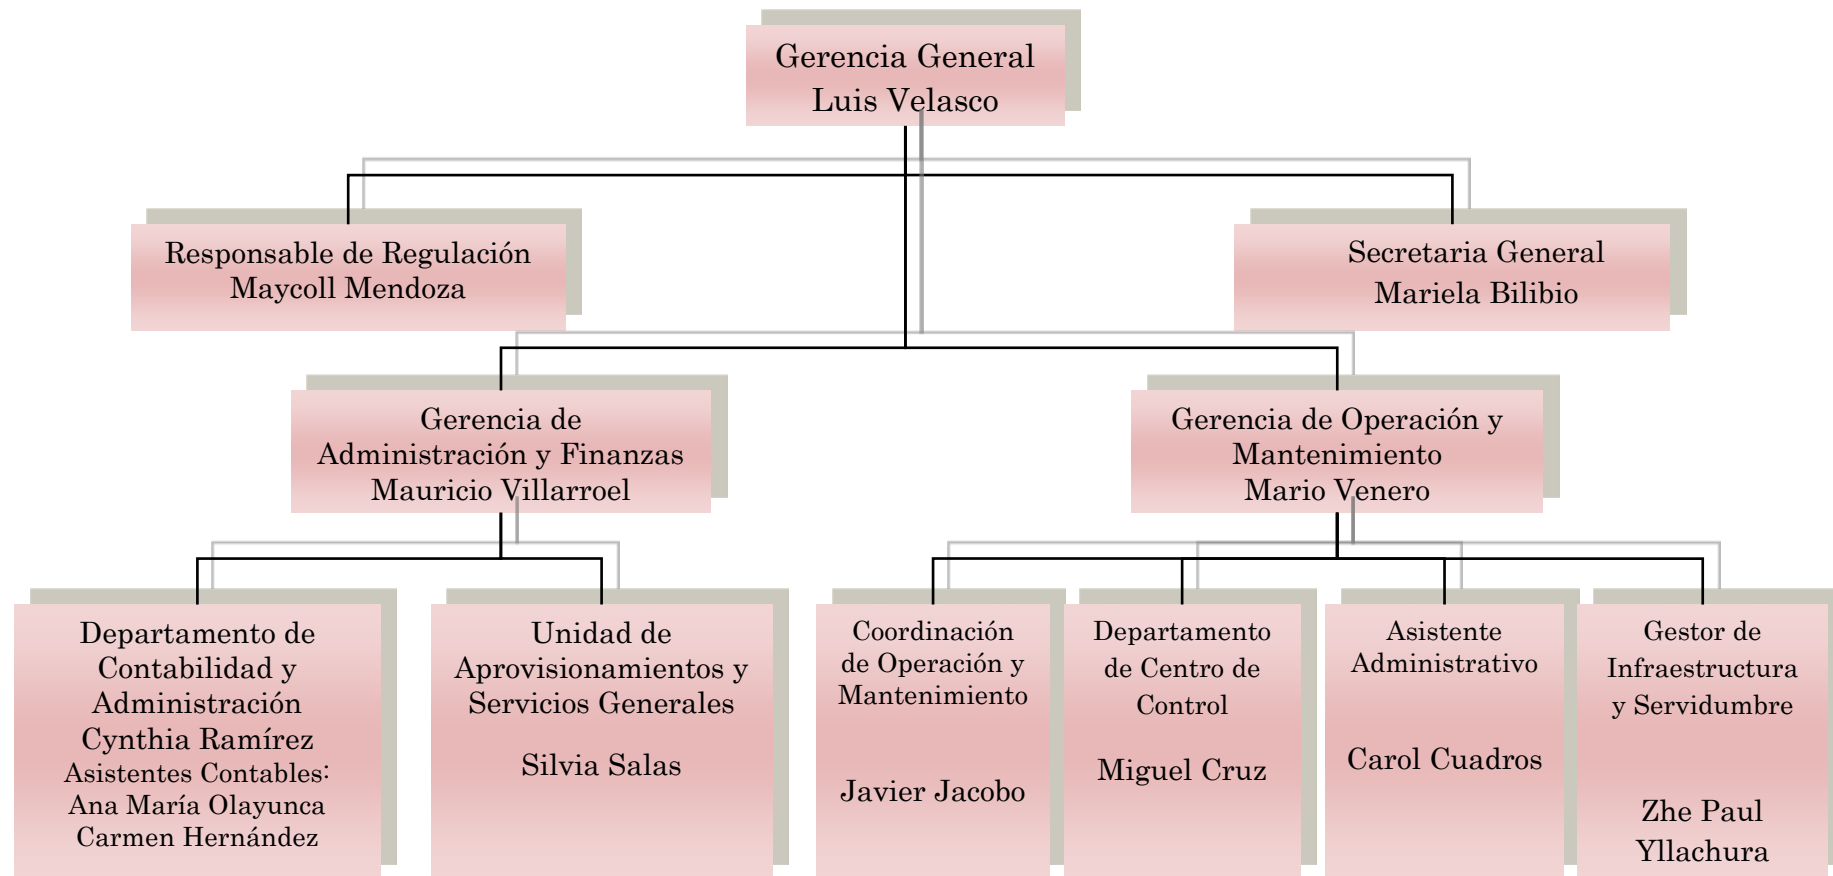 Gerencia General
Luis Velasco
Responsable de Regulación
Maycoll Mendoza
Secretaria General
Mariela Bilibio
Gerencia de
Administración y Finanzas
Mauricio Villarroel
Gerencia de Operación y
Mantenimiento
Mario Venero
Departamento de
Contabilidad y
Administración
Cynthia Ramírez
Asistentes Contables:
Ana María Olayunca
Carmen Hernández
Unidad de
Aprovisionamientos y
Servicios Generales
Silvia Salas
Coordinación
de Operación y
Mantenimiento
Javier Jacobo
Departamento
de Centro de
Control
Miguel Cruz
Asistente
Administrativo
Carol Cuadros
Gestor de
Infraestructura
y Servidumbre
Zhe Paul
Yllachura